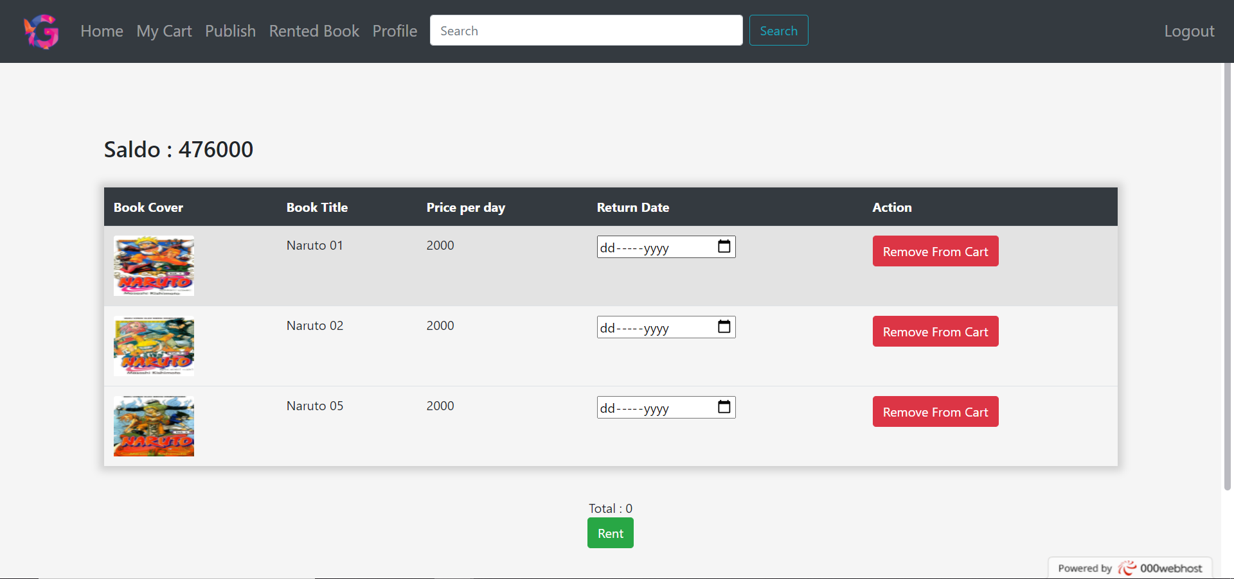 Home My Cart Publish Rented Book Profile Search Search Logout
Saldo : 476000
Book Cover Book Title Price per day Return Date Action
NARUTO Naruto 01 2000 dd-----yyyy Remove From Cart
NARUTO Naruto 02 2000 dd-----yyyy Remove From Cart
NARUTO Naruto 05 2000 dd-----yyyy Remove From Cart
Total : 0
Rent
Powered by 000webhost